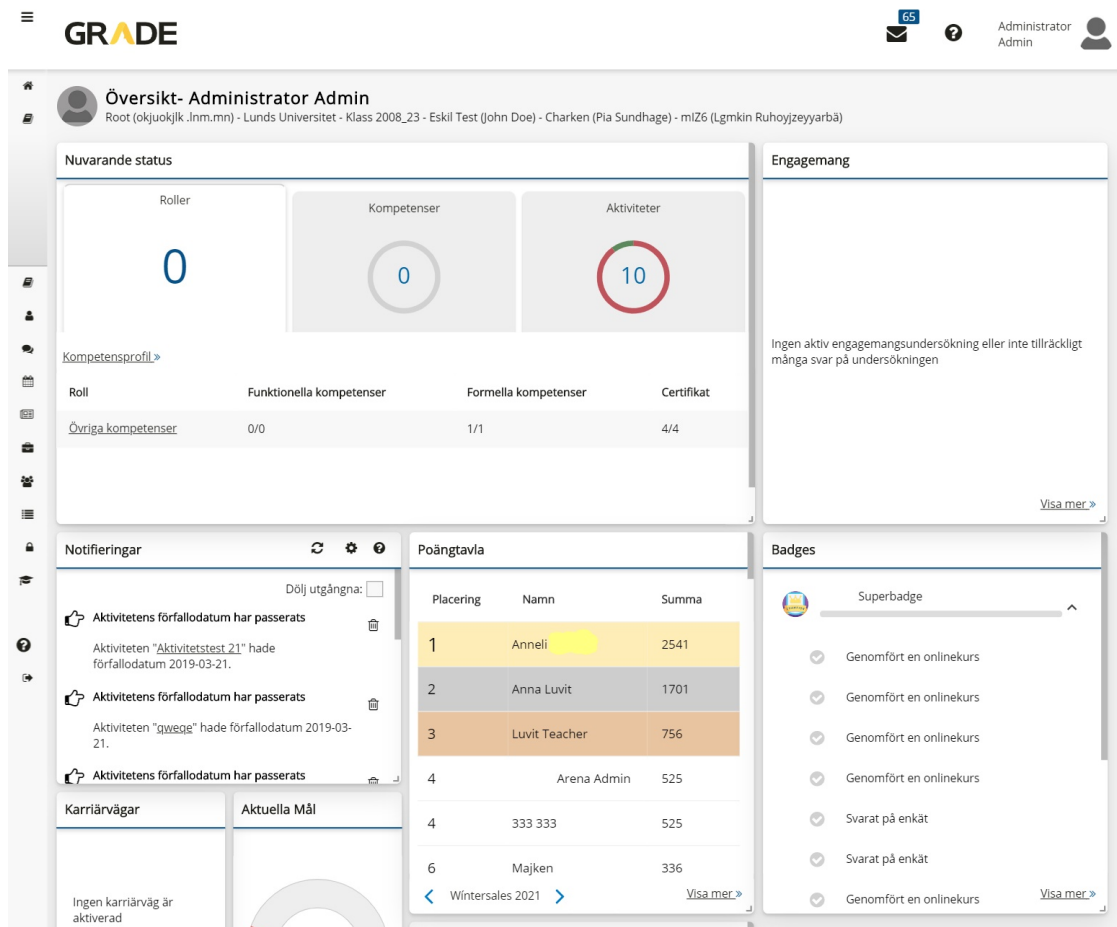 GRADE
65
Administrator
Admin
Översikt- Administrator Admin
Root (okjuokjlk .lnm.mn) - Lunds Universitet - Klass 2008_23 - Eskil Test (John Doe) - Charken (Pia Sundhage) - mIZ6 (Lgmkin Ruhoyjzeyyarbä)
Nuvarande status
Roller
0
Kompetenser
0
Aktiviteter
10
Kompetensprofil »
Roll Funktionella kompetenser Formella kompetenser Certifikat
Övriga kompetenser 0/0 1/1 4/4
Engagemang
Ingen aktiv engagemangsundersökning eller inte tillräckligt
många svar på undersökningen
Visa mer »
Notifieringar
Dölj utgångna:
Aktivitetens förfallodatum har passerats
Aktiviteten "Aktivitetstest 21" hade
förfallodatum 2019-03-21.
Aktivitetens förfallodatum har passerats
Aktiviteten "qweqe" hade förfallodatum 2019-03-
21.
Aktivitetens förfallodatum har passerats
Poängtavla
Placering Namn Summa
1 Anneli 2541
2 Anna Luvit 1701
3 Luvit Teacher 756
4 Arena Admin 525
4 333 333 525
6 Majken 336
Wintersales 2021
Visa mer »
Badges
Superbadge
Genomfört en onlinekurs
Genomfört en onlinekurs
Genomfört en onlinekurs
Genomfört en onlinekurs
Svarat på enkät
Svarat på enkät
Genomfört en onlinekurs
Visa mer »
Karriärvägar
Ingen karriärväg är
aktiverad
Aktuella Mål